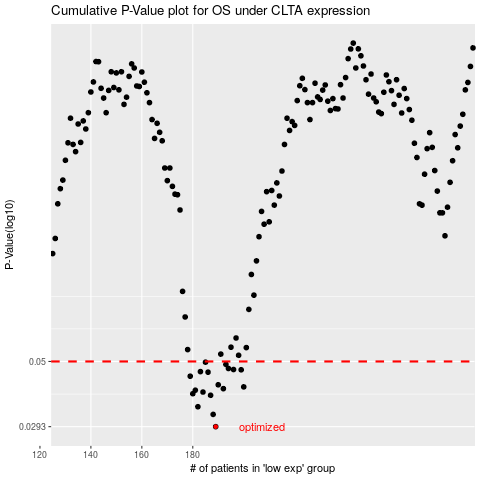 Cumulative P-Value plot for OS under CLTA expression
P-Value(log10)
0.05
0.0293
optimized
120 140 160 180
# of patients in 'low exp' group